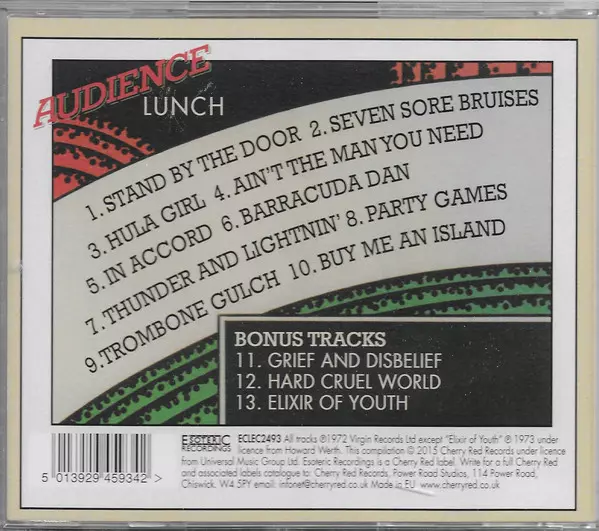 AUDIENCE
LUNCH
1. STAND BY THE DOOR 2. SEVEN SORE BRUISES
3. HULA GIRL 4. AIN'T THE MAN YOU NEED
5. IN ACCORD 6. BARRACUDA DAN
7. THUNDER AND LIGHTNIN' 8. PARTY GAMES
9. TROMBONE GULCH 10. BUY ME AN ISLAND
BONUS TRACKS
11. GRIEF AND DISBELIEF
12. HARD CRUEL WORLD
13. ELIXIR OF YOUTH
5 013929 459342 >
ESOTERIC
RECORDINGS
ECLEC2493 All tracks ℗1972 Virgin Records Ltd except "Elixir of Youth" ℗ 1973 under
licence from Howard Werth. This compilation © 2015 Cherry Red Records under licence
from Universal Music Group Ltd. Esoteric Recordings is a Cherry Red label. Write for a full Cherry Red
and associated labels catalogue to: Cherry Red Records, Power Road Studios, 114 Power Road,
Chiswick. W4 5PY email: infonet@cherryred.co.uk Made in EU www.cherryred.co.uk